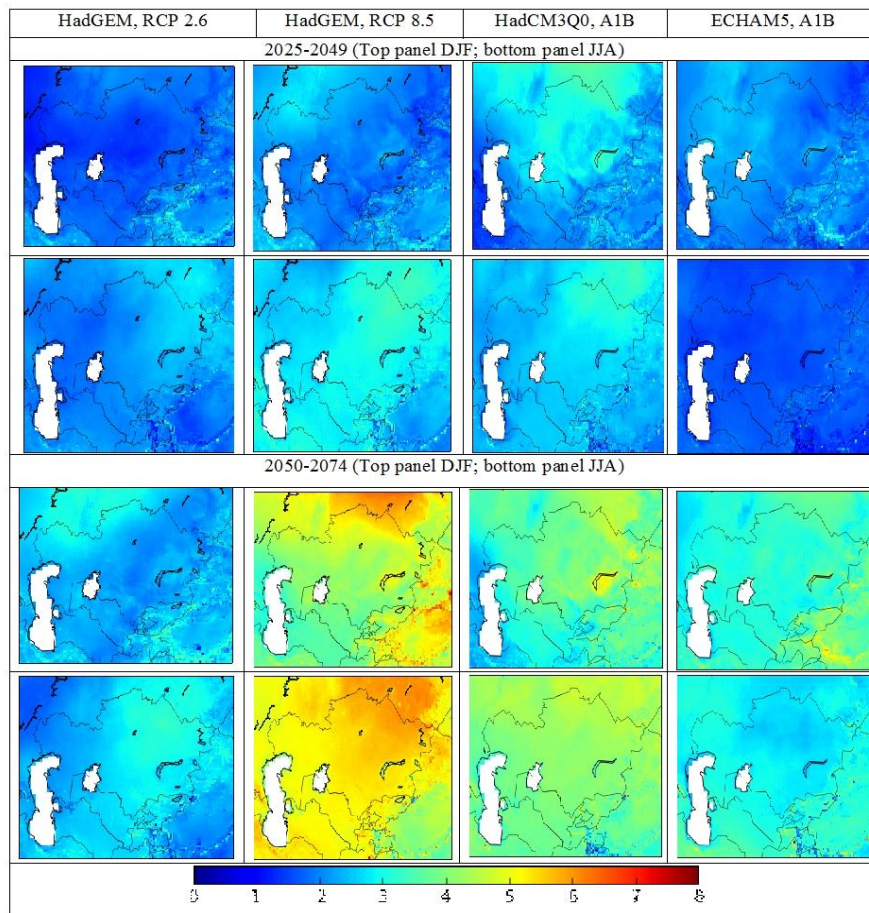 HadGEM, RCP 2.6 HadGEM, RCP 8.5 HadCM3Q0, A1B ECHAM5, A1B
2025-2049 (Top panel DJF; bottom panel JJA)
2050-2074 (Top panel DJF; bottom panel JJA)
0 1 2 3 4 5 6 7 8